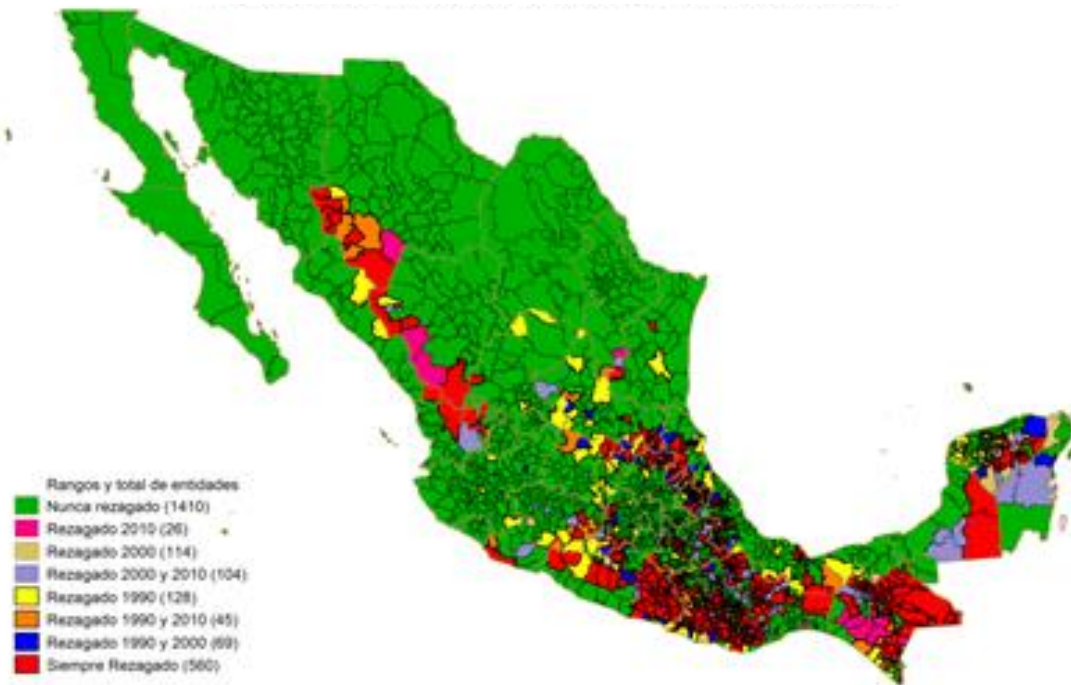 Rangos y total de entidades
Nunca rezagado (1410)
Rezagado 2010 (26)
Rezagado 2000 (114)
Rezagado 2000 y 2010 (104)
Rezagado 1990 (128)
Rezagado 1990 y 2010 (45)
Rezagado 1990 y 2000 (69)
Siempre Rezagado (560)